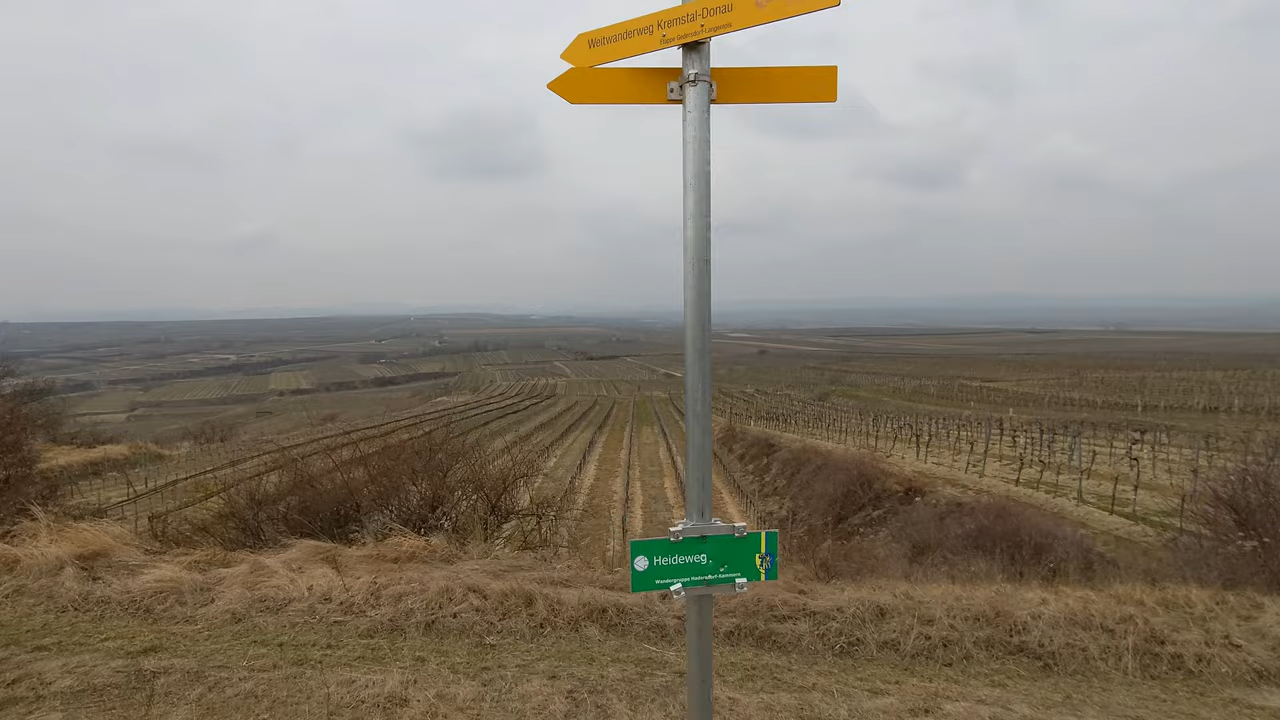 Weitwanderweg Kremstal-Donau
Etappe Gedersdorf-Langenlois
Heideweg
Wandergruppe Hadersdorf-Kammern